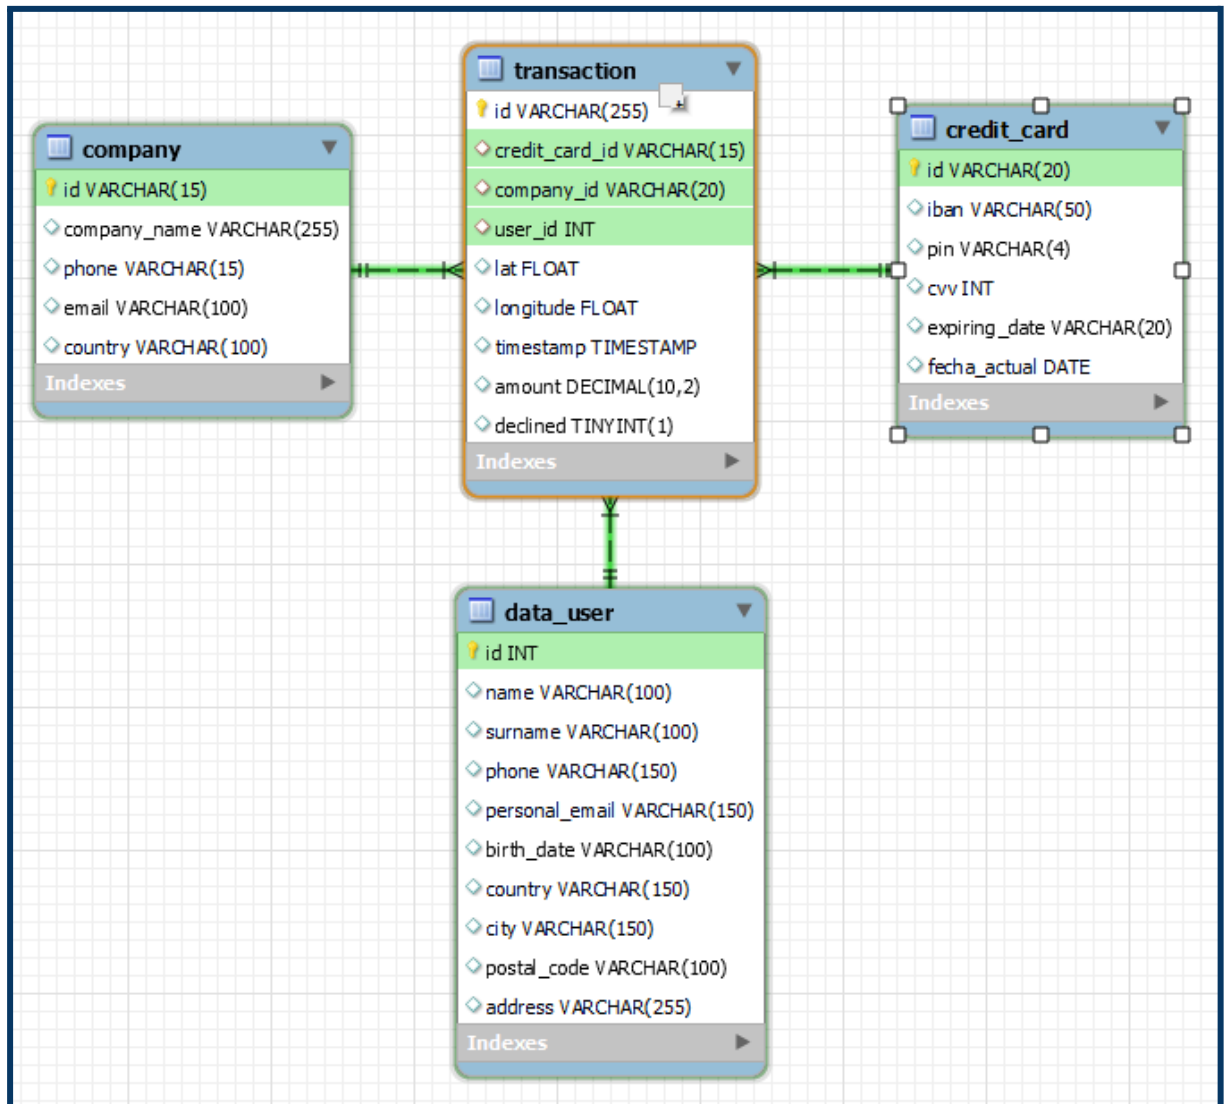 transaction
id VARCHAR(255)
credit_card_id VARCHAR(15)
company_id VARCHAR(20)
user_id INT
lat FLOAT
longitude FLOAT
timestamp TIMESTAMP
amount DECIMAL(10,2)
declined TINYINT(1)
Indexes
company
id VARCHAR(15)
company_name VARCHAR(255)
phone VARCHAR(15)
email VARCHAR(100)
country VARCHAR(100)
Indexes
credit_card
id VARCHAR(20)
iban VARCHAR(50)
pin VARCHAR(4)
cvv INT
expiring_date VARCHAR(20)
fecha_actual DATE
Indexes
data_user
id INT
name VARCHAR(100)
surname VARCHAR(100)
phone VARCHAR(150)
personal_email VARCHAR(150)
birth_date VARCHAR(100)
country VARCHAR(150)
city VARCHAR(150)
postal_code VARCHAR(100)
address VARCHAR(255)
Indexes